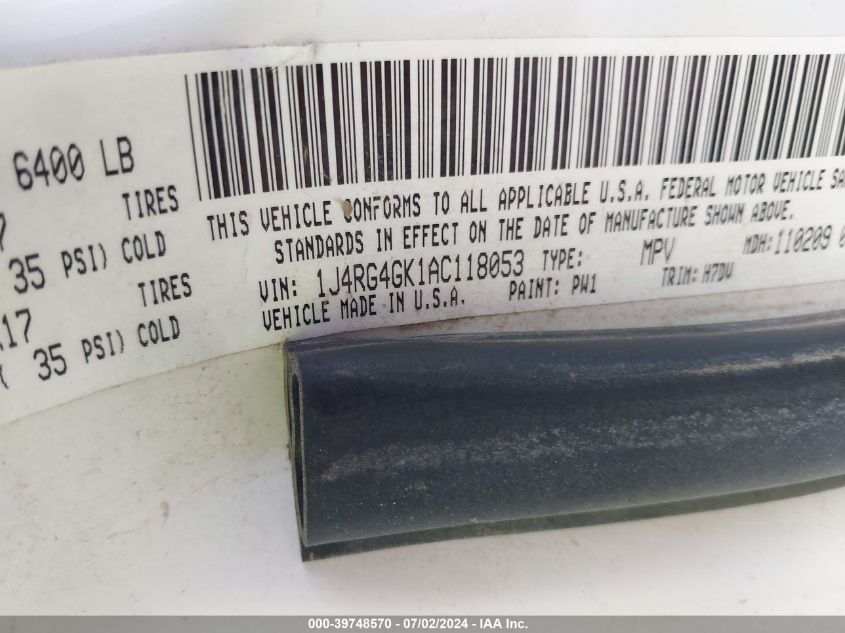 6400 LB
TIRES
35 PSI) COLD
TIRES
17
( 35 PSI) COLD
THIS VEHICLE CONFORMS TO ALL APPLICABLE U.S.A. FEDERAL MOTOR VEHICLE
STANDARDS IN EFFECT ON THE DATE OF MANUFACTURE SHOWN ABOVE.
VIN: 1J4RG4GK1AC118053 TYPE: MPV MDH: 110209
VEHICLE MADE IN U.S.A. PAINT: PW1 TRIM: H7DV
000-39748570 - 07/02/2024 - IAA Inc.